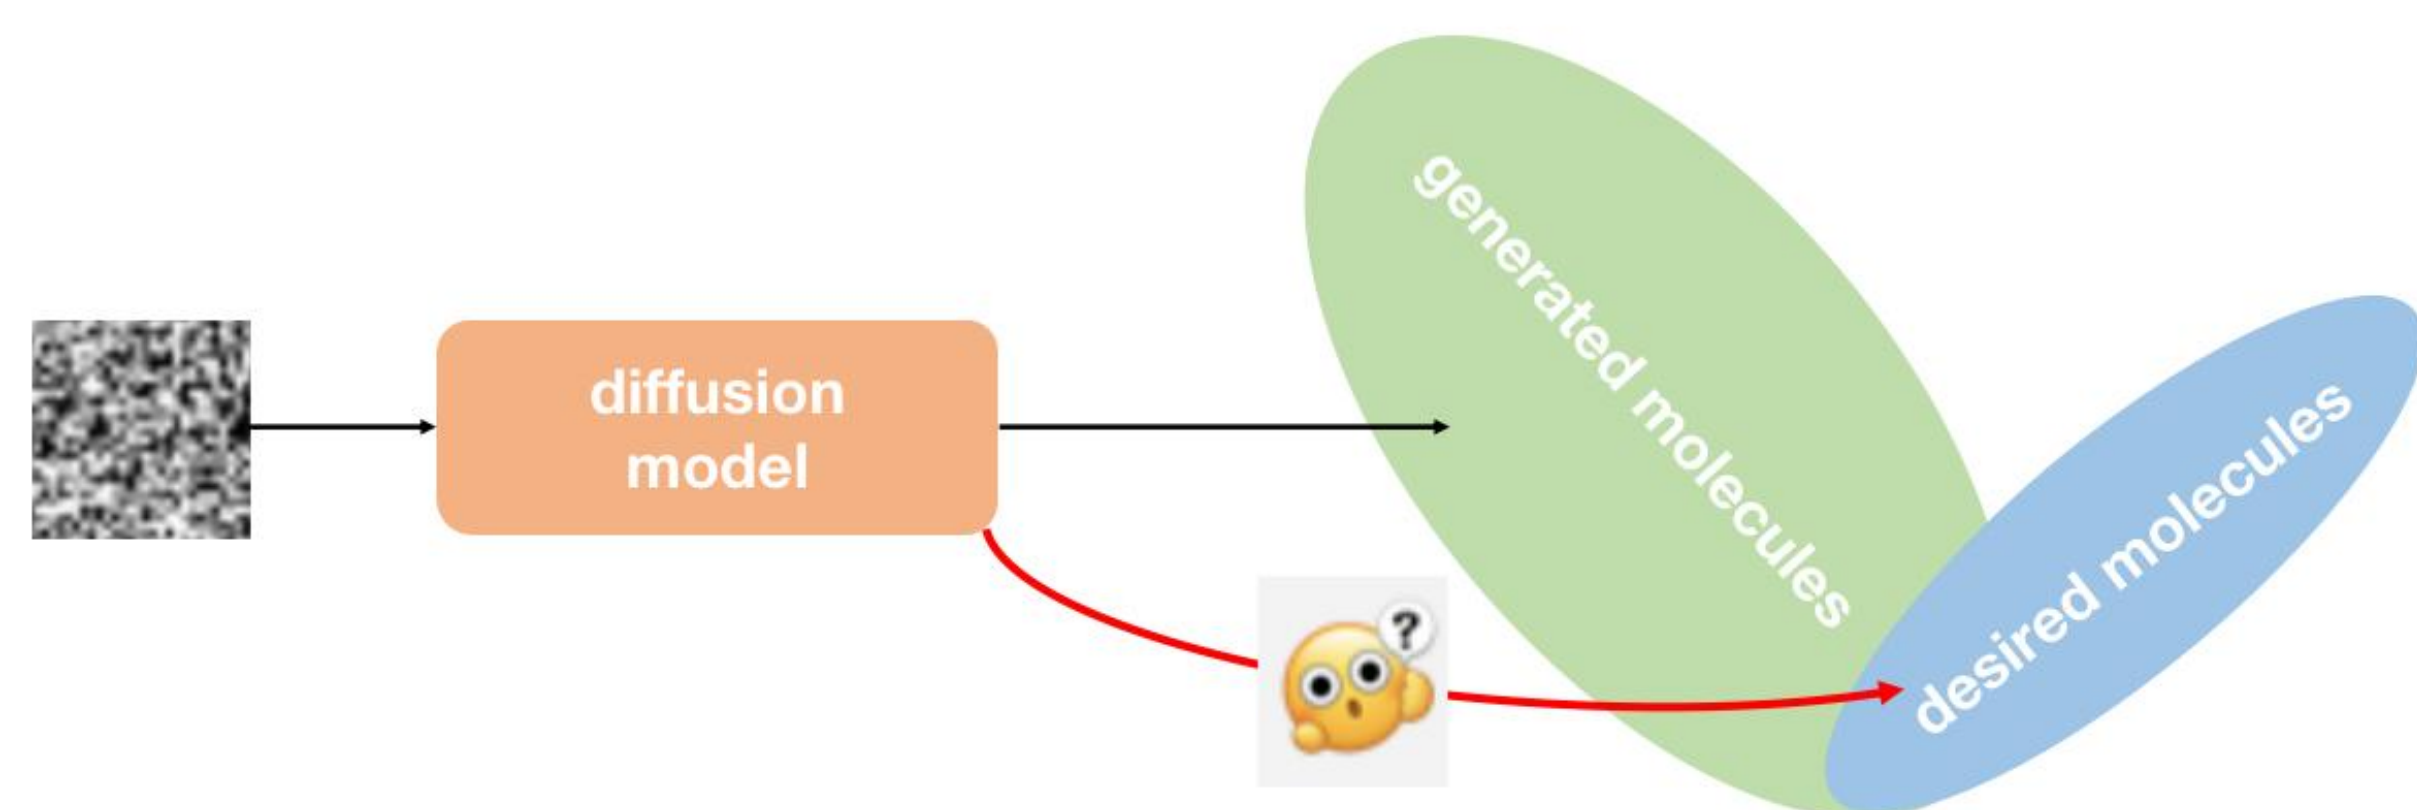 diffusion
model
generated molecules
?
desired molecules